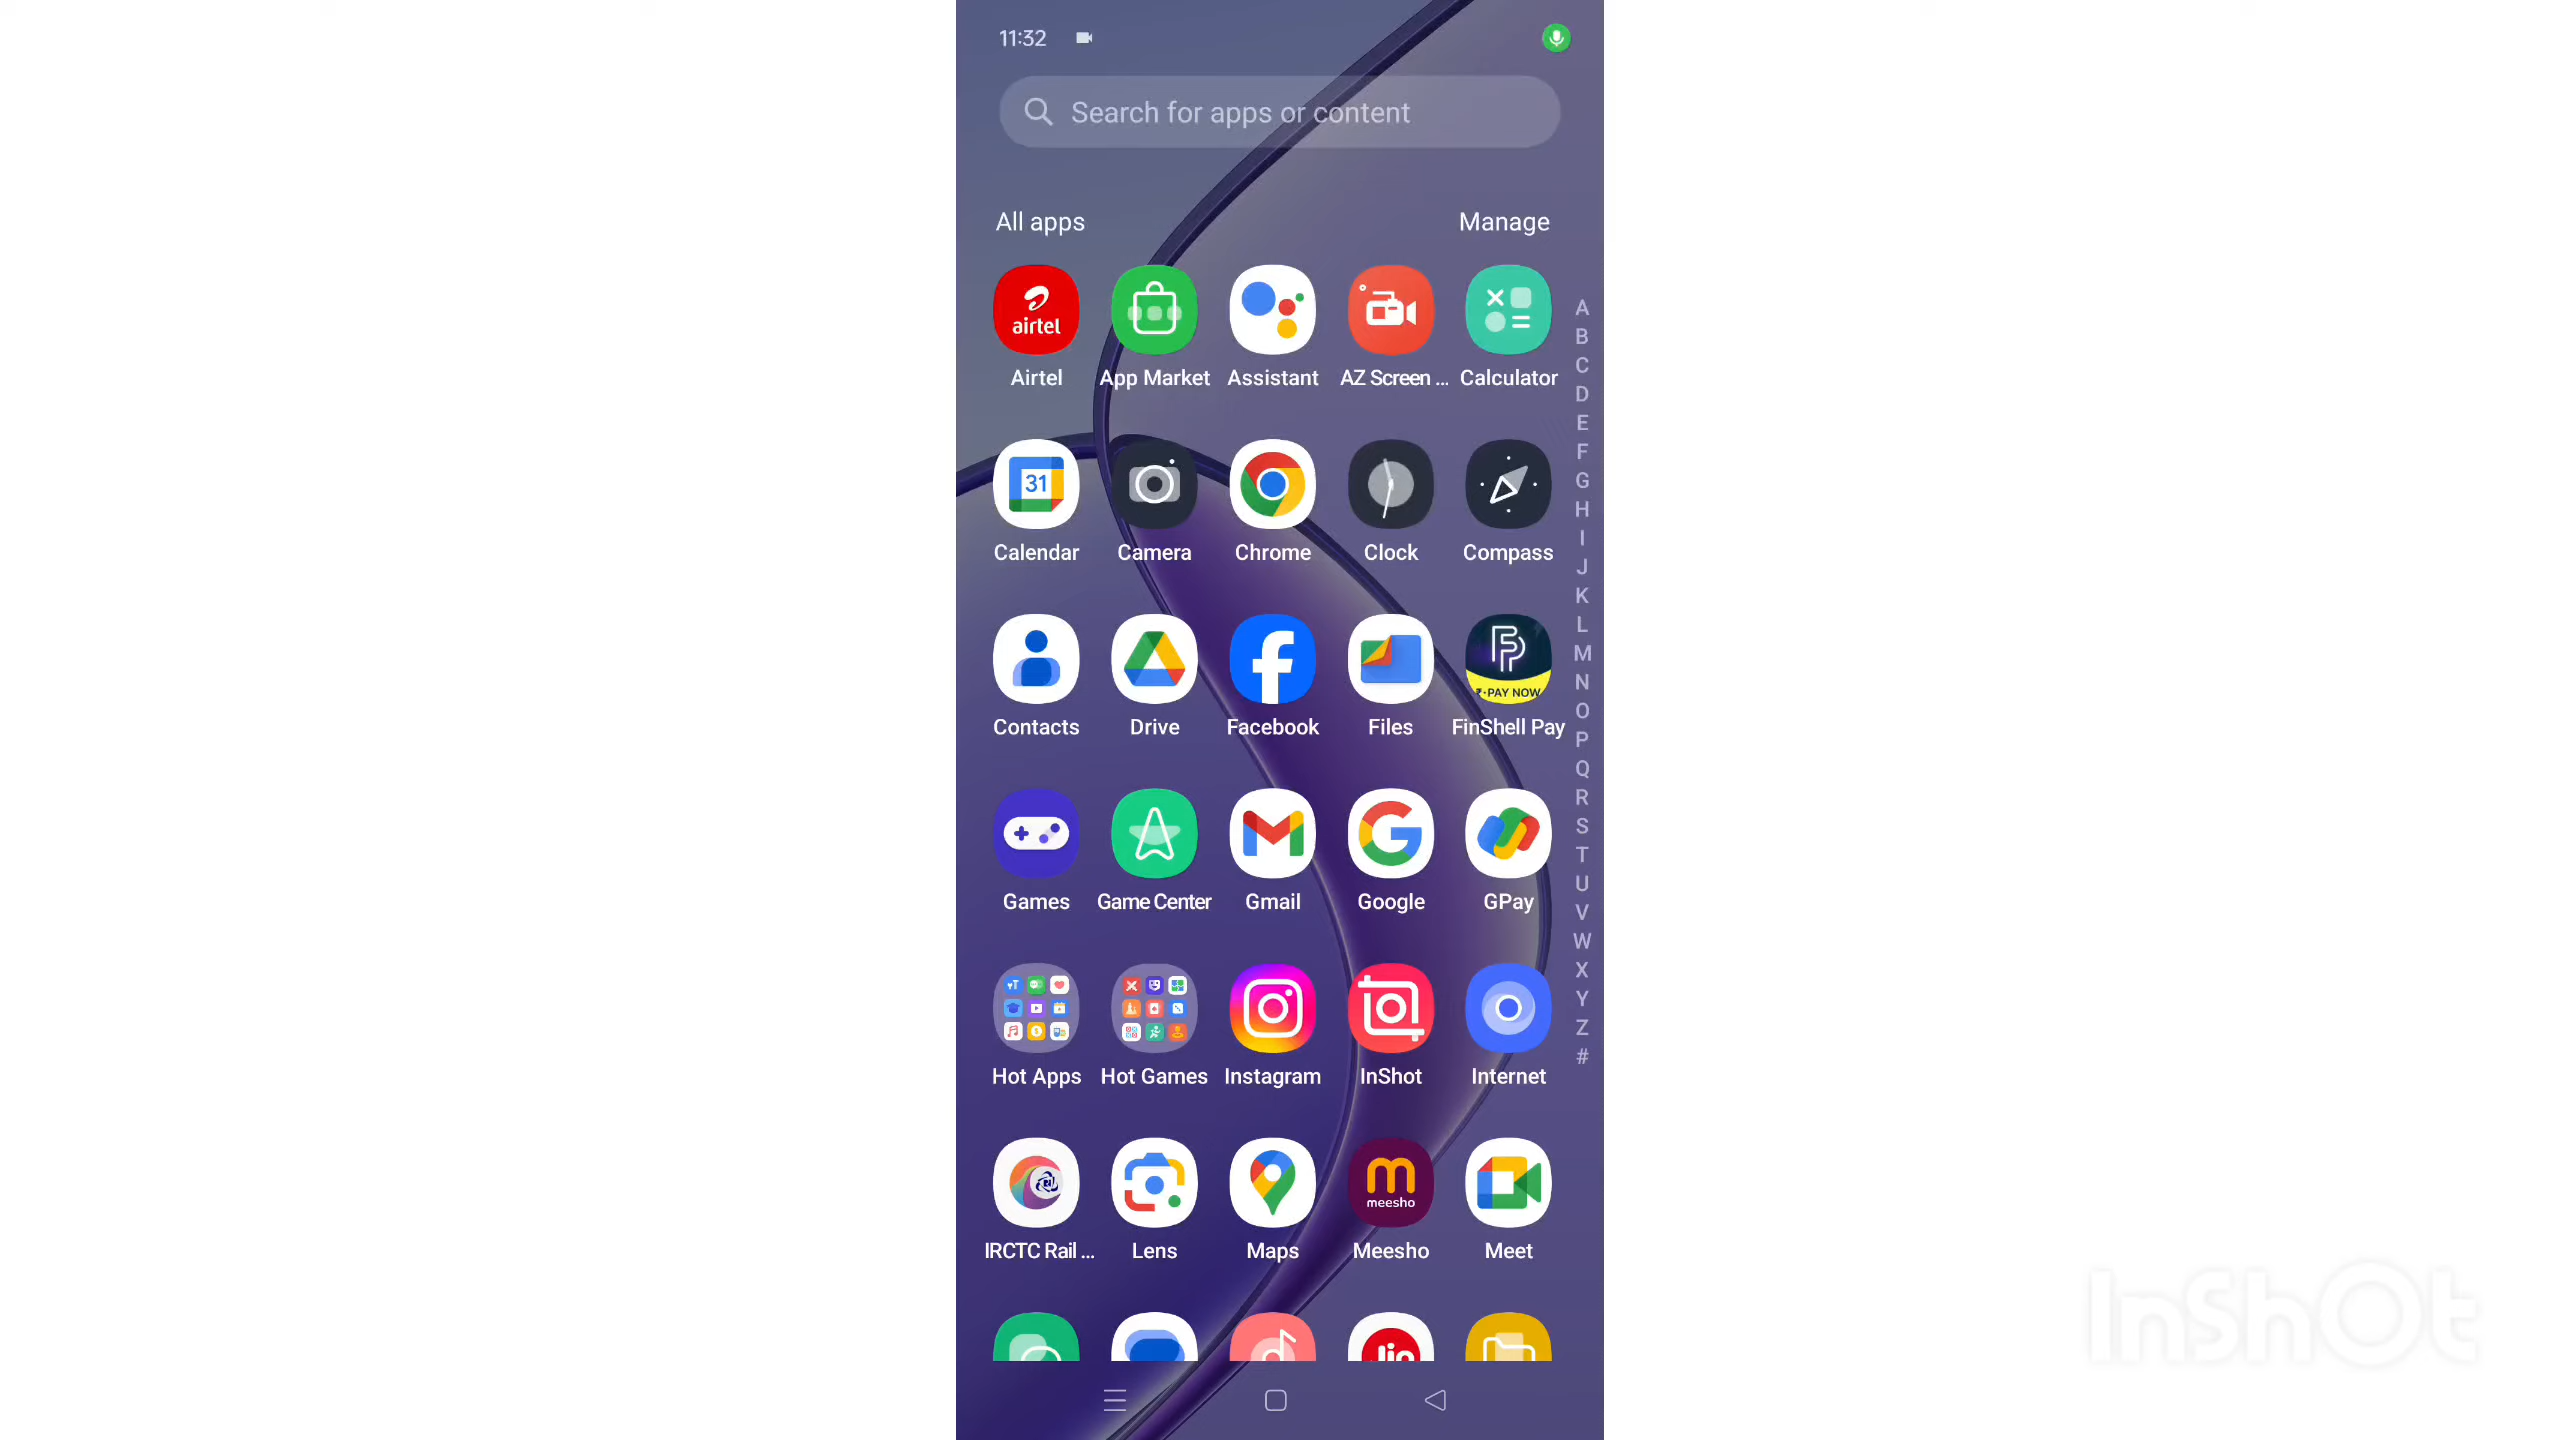 11:32
Search for apps or content
All apps Manage
airtel
Airtel App Market Assistant AZ Screen ... Calculator
31
Calendar Camera Chrome Clock Compass
₹·PAY NOW
Contacts Drive Facebook Files FinShell Pay
Games Game Center Gmail Google GPay
Hot Apps Hot Games Instagram InShot Internet
meesho
IRCTC Rail ... Lens Maps Meesho Meet
A
B
C
D
E
F
G
H
I
J
K
L
M
N
O
P
Q
R
S
T
U
V
W
X
Y
Z
#
InShOt